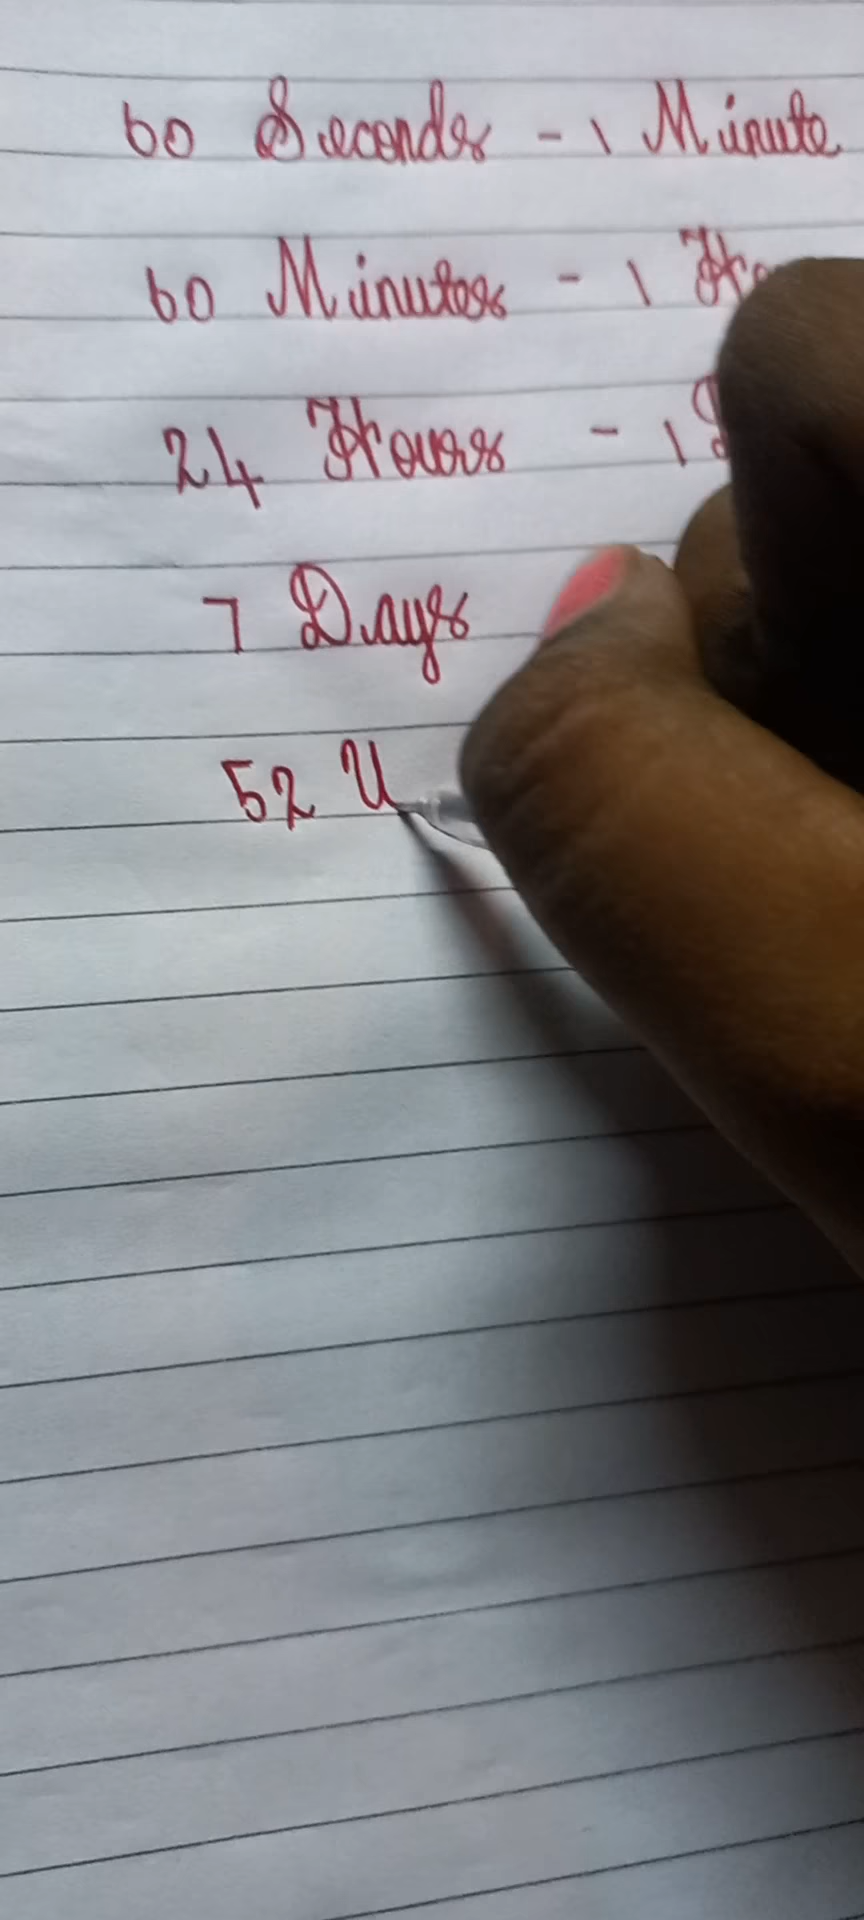 60 Seconds - 1 Minute
60 Minutes - 1
24 Hours - 1
7 Days
52